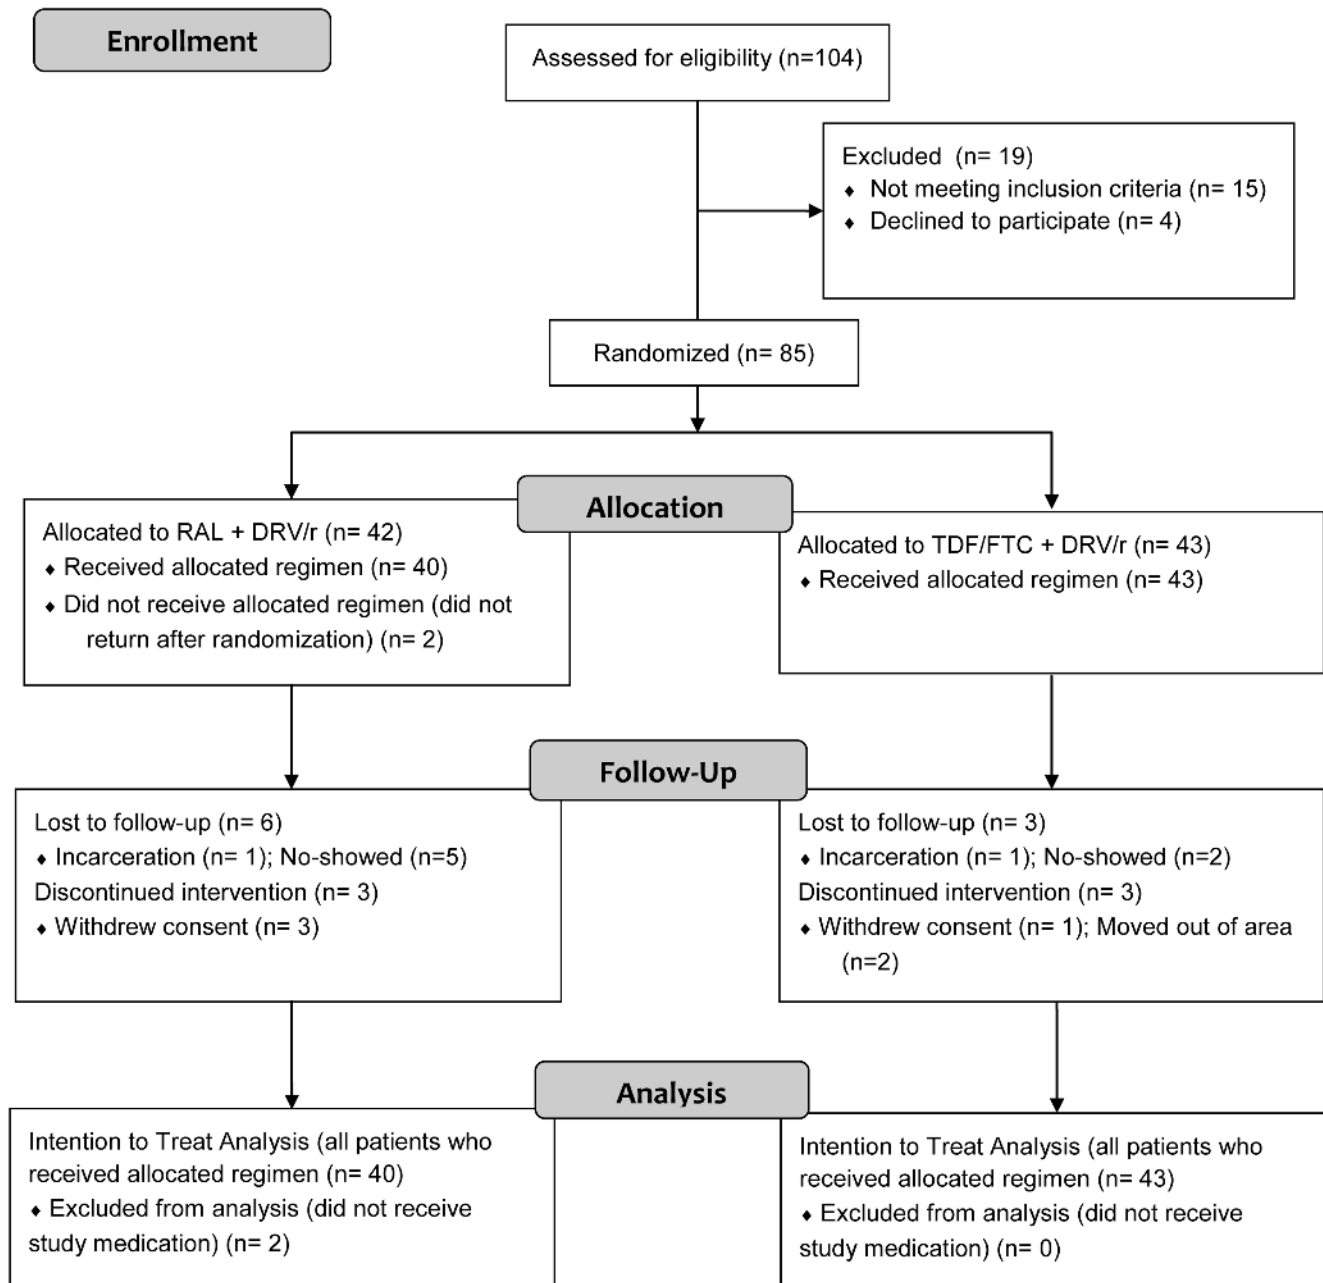 Enrollment
Assessed for eligibility (n=104)
Excluded (n= 19)
♦ Not meeting inclusion criteria (n= 15)
♦ Declined to participate (n= 4)
Randomized (n= 85)
Allocation
Allocated to RAL + DRV/r (n= 42)
♦ Received allocated regimen (n= 40)
♦ Did not receive allocated regimen (did not
return after randomization) (n= 2)
Allocated to TDF/FTC + DRV/r (n= 43)
♦ Received allocated regimen (n= 43)
Follow-Up
Lost to follow-up (n= 6)
♦ Incarceration (n= 1); No-showed (n=5)
Discontinued intervention (n= 3)
♦ Withdrew consent (n= 3)
Lost to follow-up (n= 3)
♦ Incarceration (n= 1); No-showed (n=2)
Discontinued intervention (n= 3)
♦ Withdrew consent (n= 1); Moved out of area
(n=2)
Analysis
Intention to Treat Analysis (all patients who
received allocated regimen (n= 40)
♦ Excluded from analysis (did not receive
study medication) (n= 2)
Intention to Treat Analysis (all patients who
received allocated regimen (n= 43)
♦ Excluded from analysis (did not receive
study medication) (n= 0)